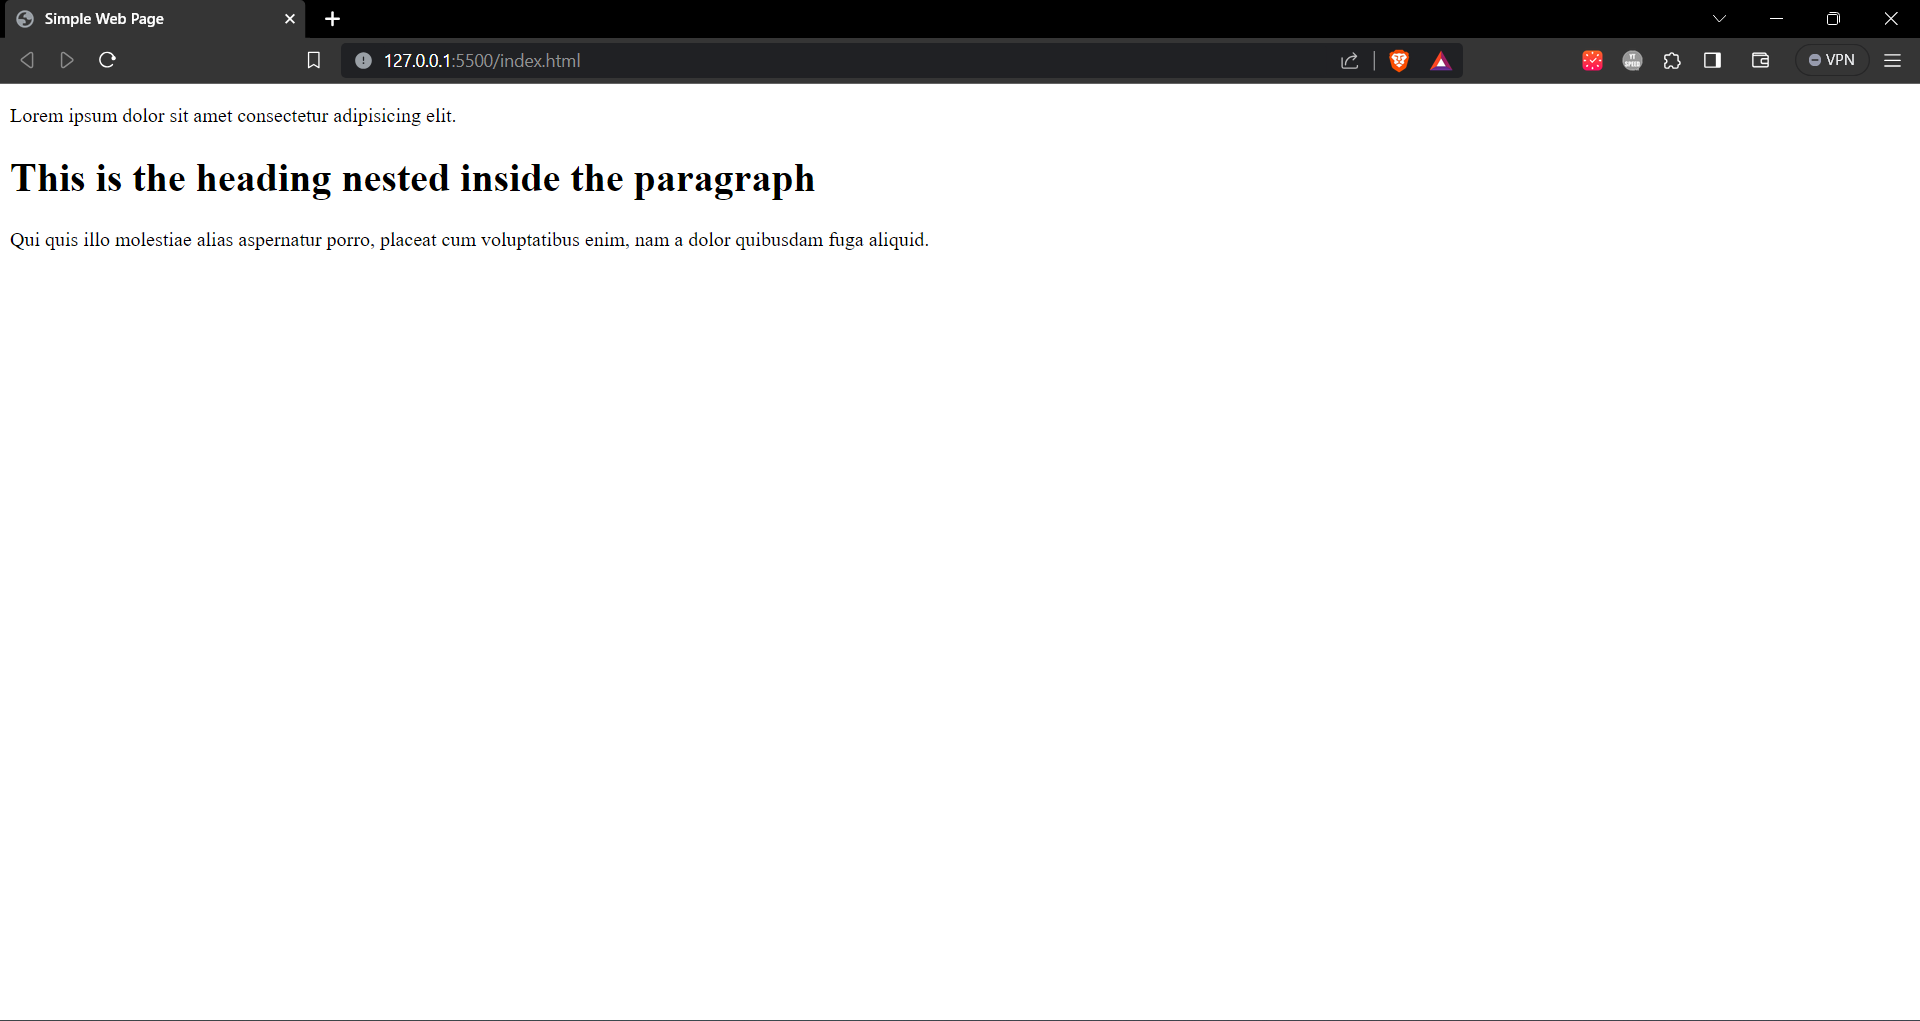 Simple Web Page
127.0.0.1:5500/index.html
YT SPEED
VPN
Lorem ipsum dolor sit amet consectetur adipisicing elit.
This is the heading nested inside the paragraph
Qui quis illo molestiae alias aspernatur porro, placeat cum voluptatibus enim, nam a dolor quibusdam fuga aliquid.